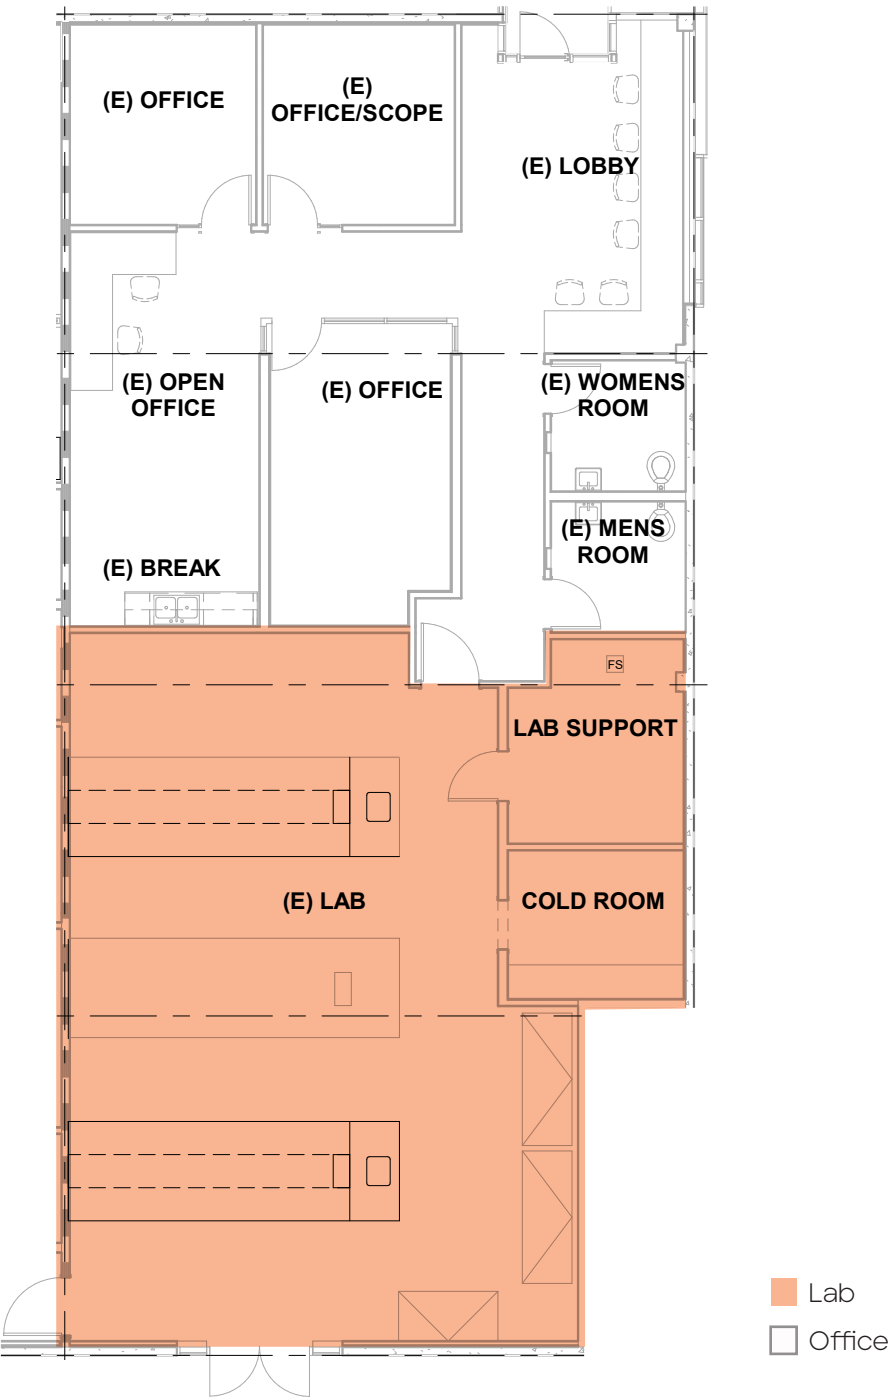 (E) OFFICE
(E)
OFFICE/SCOPE
(E) LOBBY
(E) OPEN
OFFICE
(E) OFFICE
(E) WOMENS
ROOM
(E) MENS
ROOM
(E) BREAK
FS
LAB SUPPORT
(E) LAB
COLD ROOM
Lab
Office